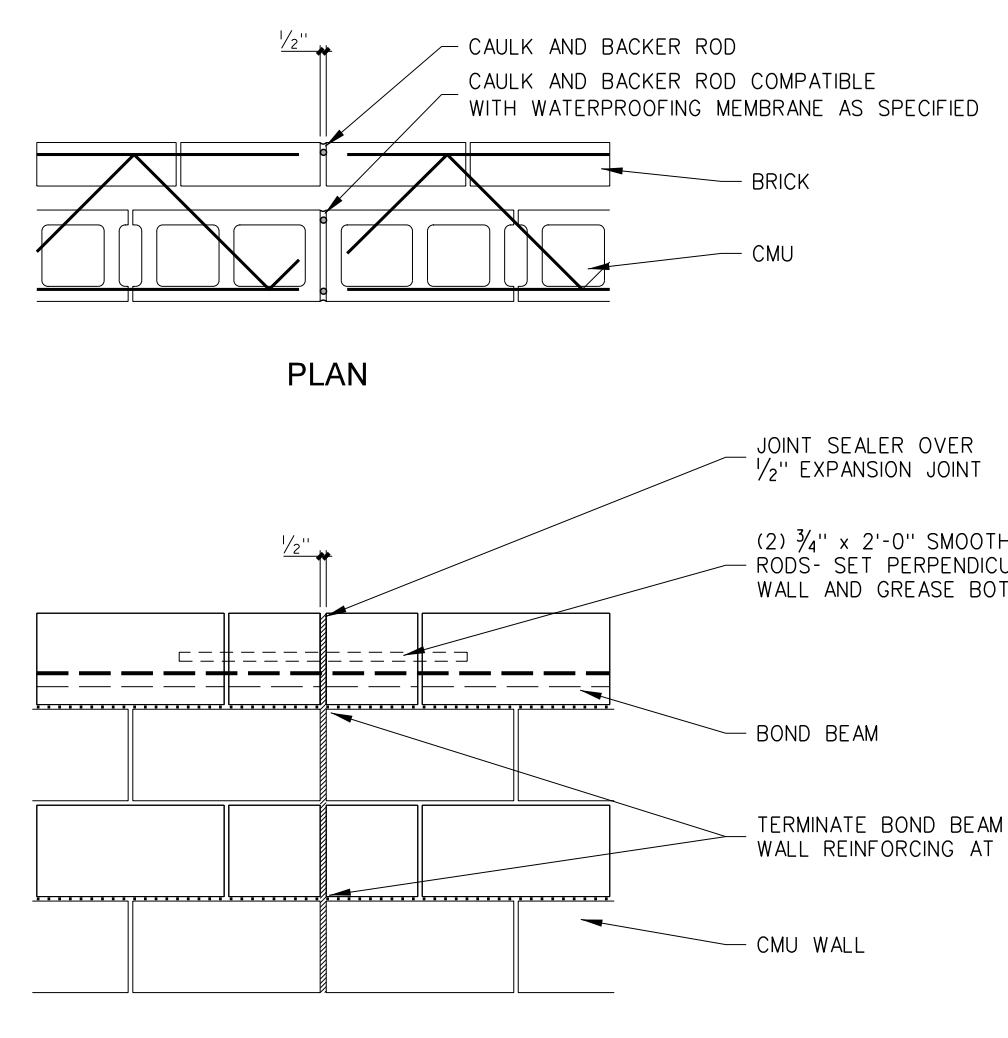 ½"
CAULK AND BACKER ROD
CAULK AND BACKER ROD COMPATIBLE
WITH WATERPROOFING MEMBRANE AS SPECIFIED
BRICK
CMU
PLAN
JOINT SEALER OVER
½" EXPANSION JOINT
½"
(2) ¾" x 2'-0" SMOOTH
RODS- SET PERPENDICU
WALL AND GREASE BOT
BOND BEAM
TERMINATE BOND BEAM
WALL REINFORCING AT
CMU WALL